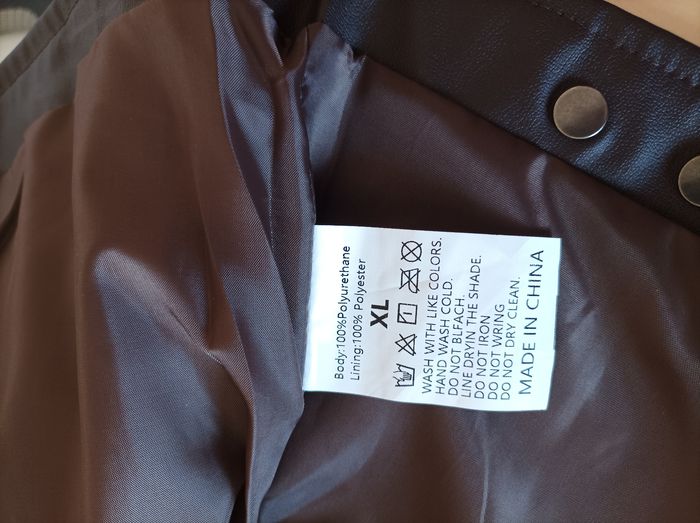 Body:100%Polyurethane
Lining:100% Polyester
XL
WASH WITH LIKE COLORS.
HAND WASH COLD.
DO NOT BLFACH.
LINE DRYIN THE SHADE.
DO NOT IRON
DO NOT WRING
DO NOT DRY CLEAN.
MADE IN CHINA